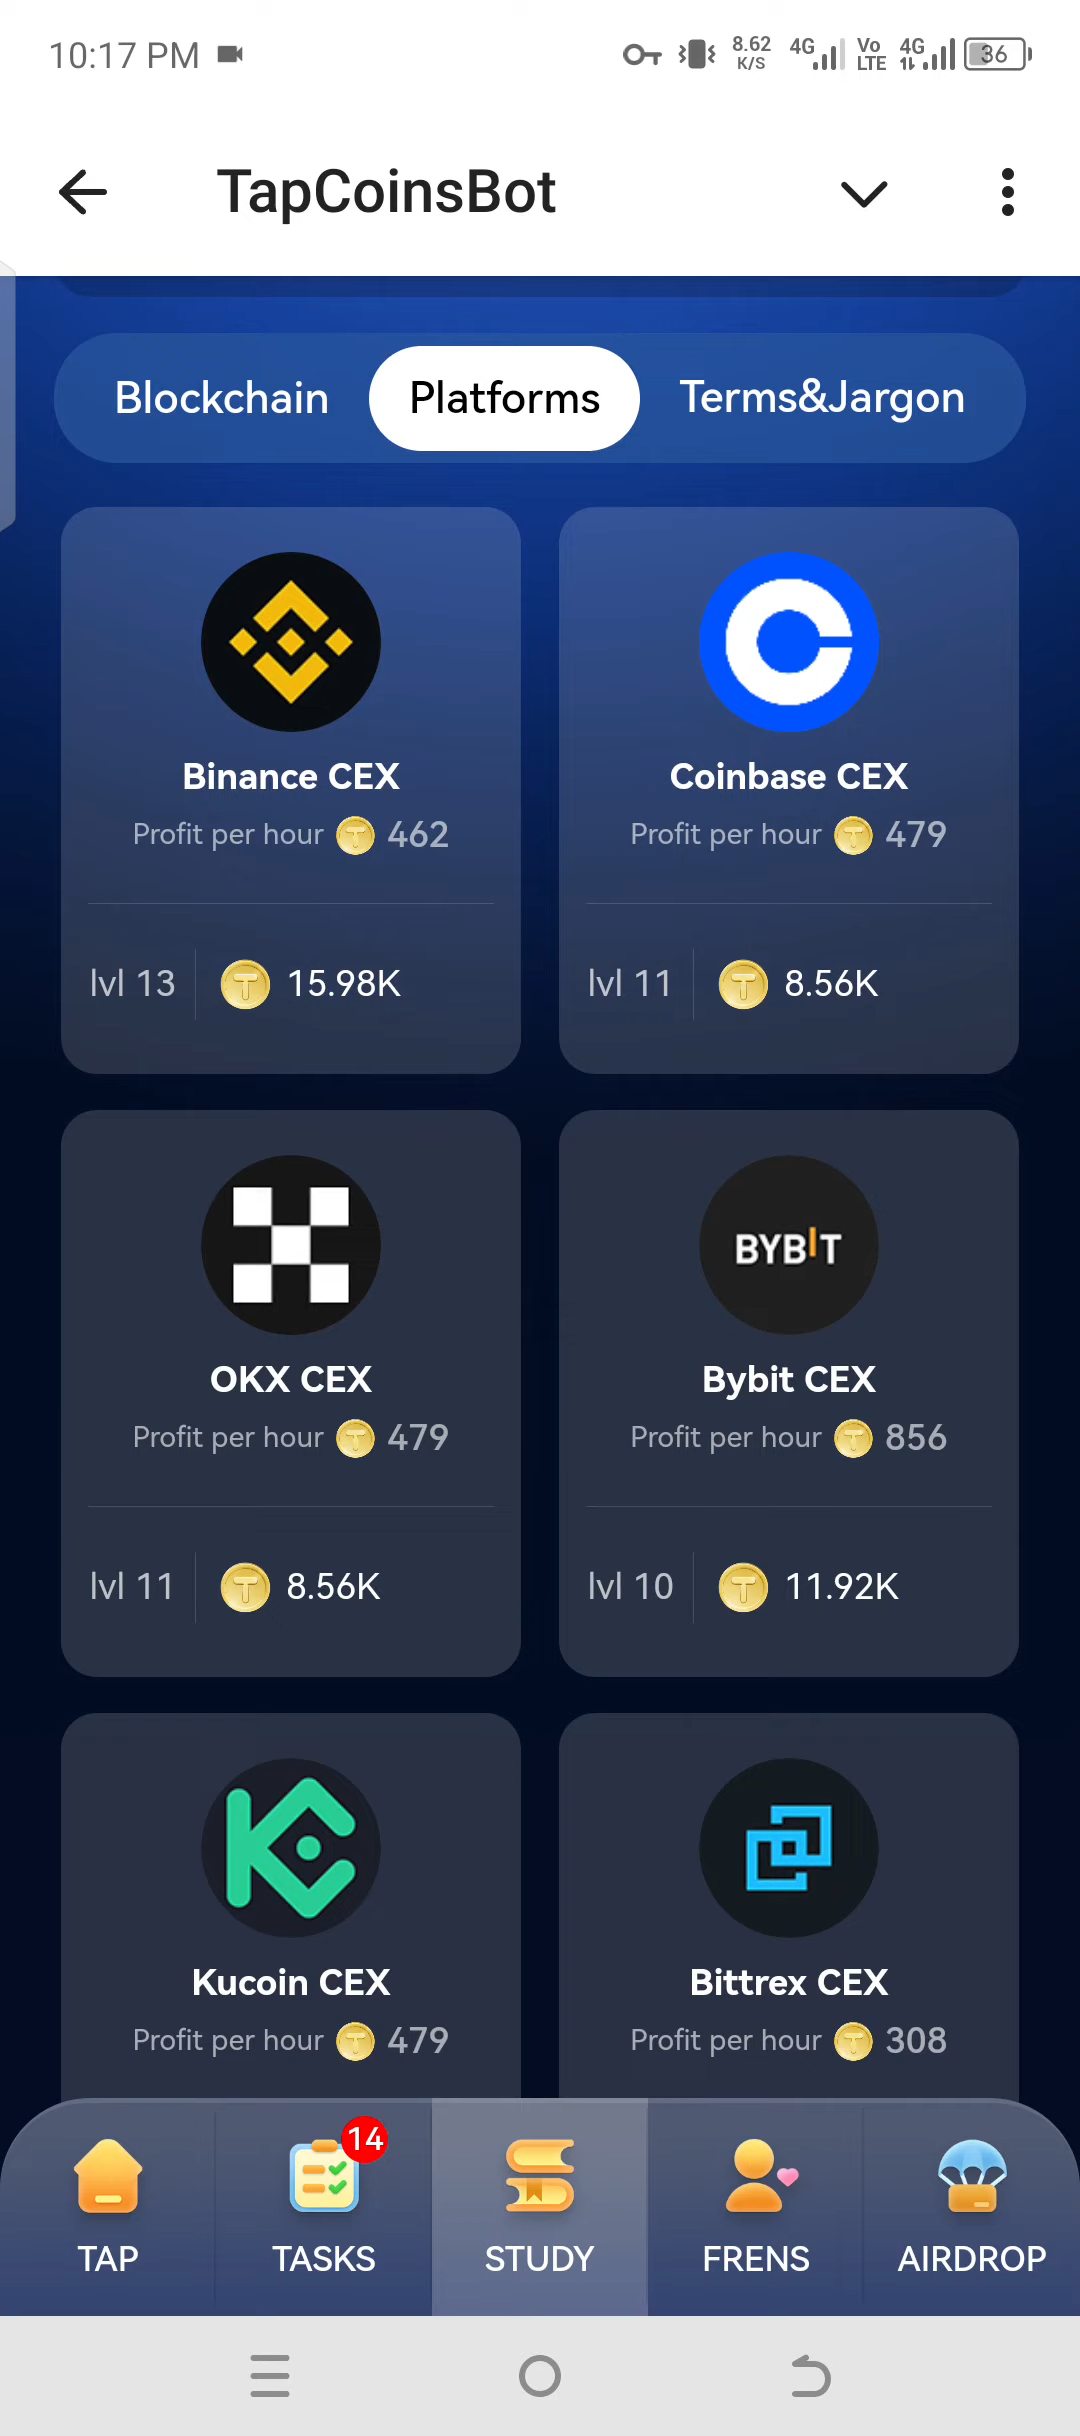 10:17 PM
8.62
K/S
4G
Vo
LTE
4G
36
TapCoinsBot
Blockchain
Platforms
Terms&Jargon
Binance CEX
Profit per hour 462
lvl 13
15.98K
Coinbase CEX
Profit per hour 479
lvl 11
8.56K
OKX CEX
Profit per hour 479
lvl 11
8.56K
BYBIT
Bybit CEX
Profit per hour 856
lvl 10
11.92K
Kucoin CEX
Profit per hour 479
Bittrex CEX
Profit per hour 308
TAP
14
TASKS
STUDY
FRENS
AIRDROP